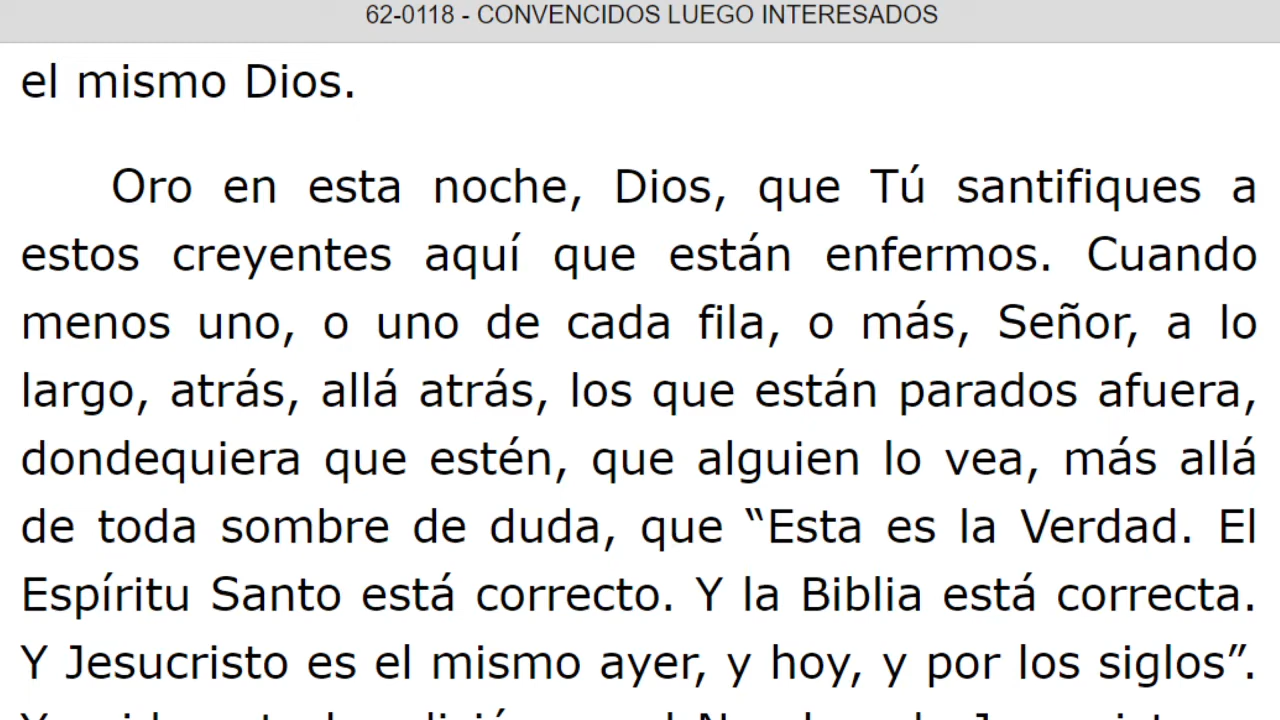 62-0118 - CONVENCIDOS LUEGO INTERESADOS
el mismo Dios.
Oro en esta noche, Dios, que Tú santifiques a
estos creyentes aquí que están enfermos. Cuando
menos uno, o uno de cada fila, o más, Señor, a lo
largo, atrás, allá atrás, los que están parados afuera,
dondequiera que estén, que alguien lo vea, más allá
de toda sombre de duda, que “Esta es la Verdad. El
Espíritu Santo está correcto. Y la Biblia está correcta.
Y Jesucristo es el mismo ayer, y hoy, y por los siglos”.